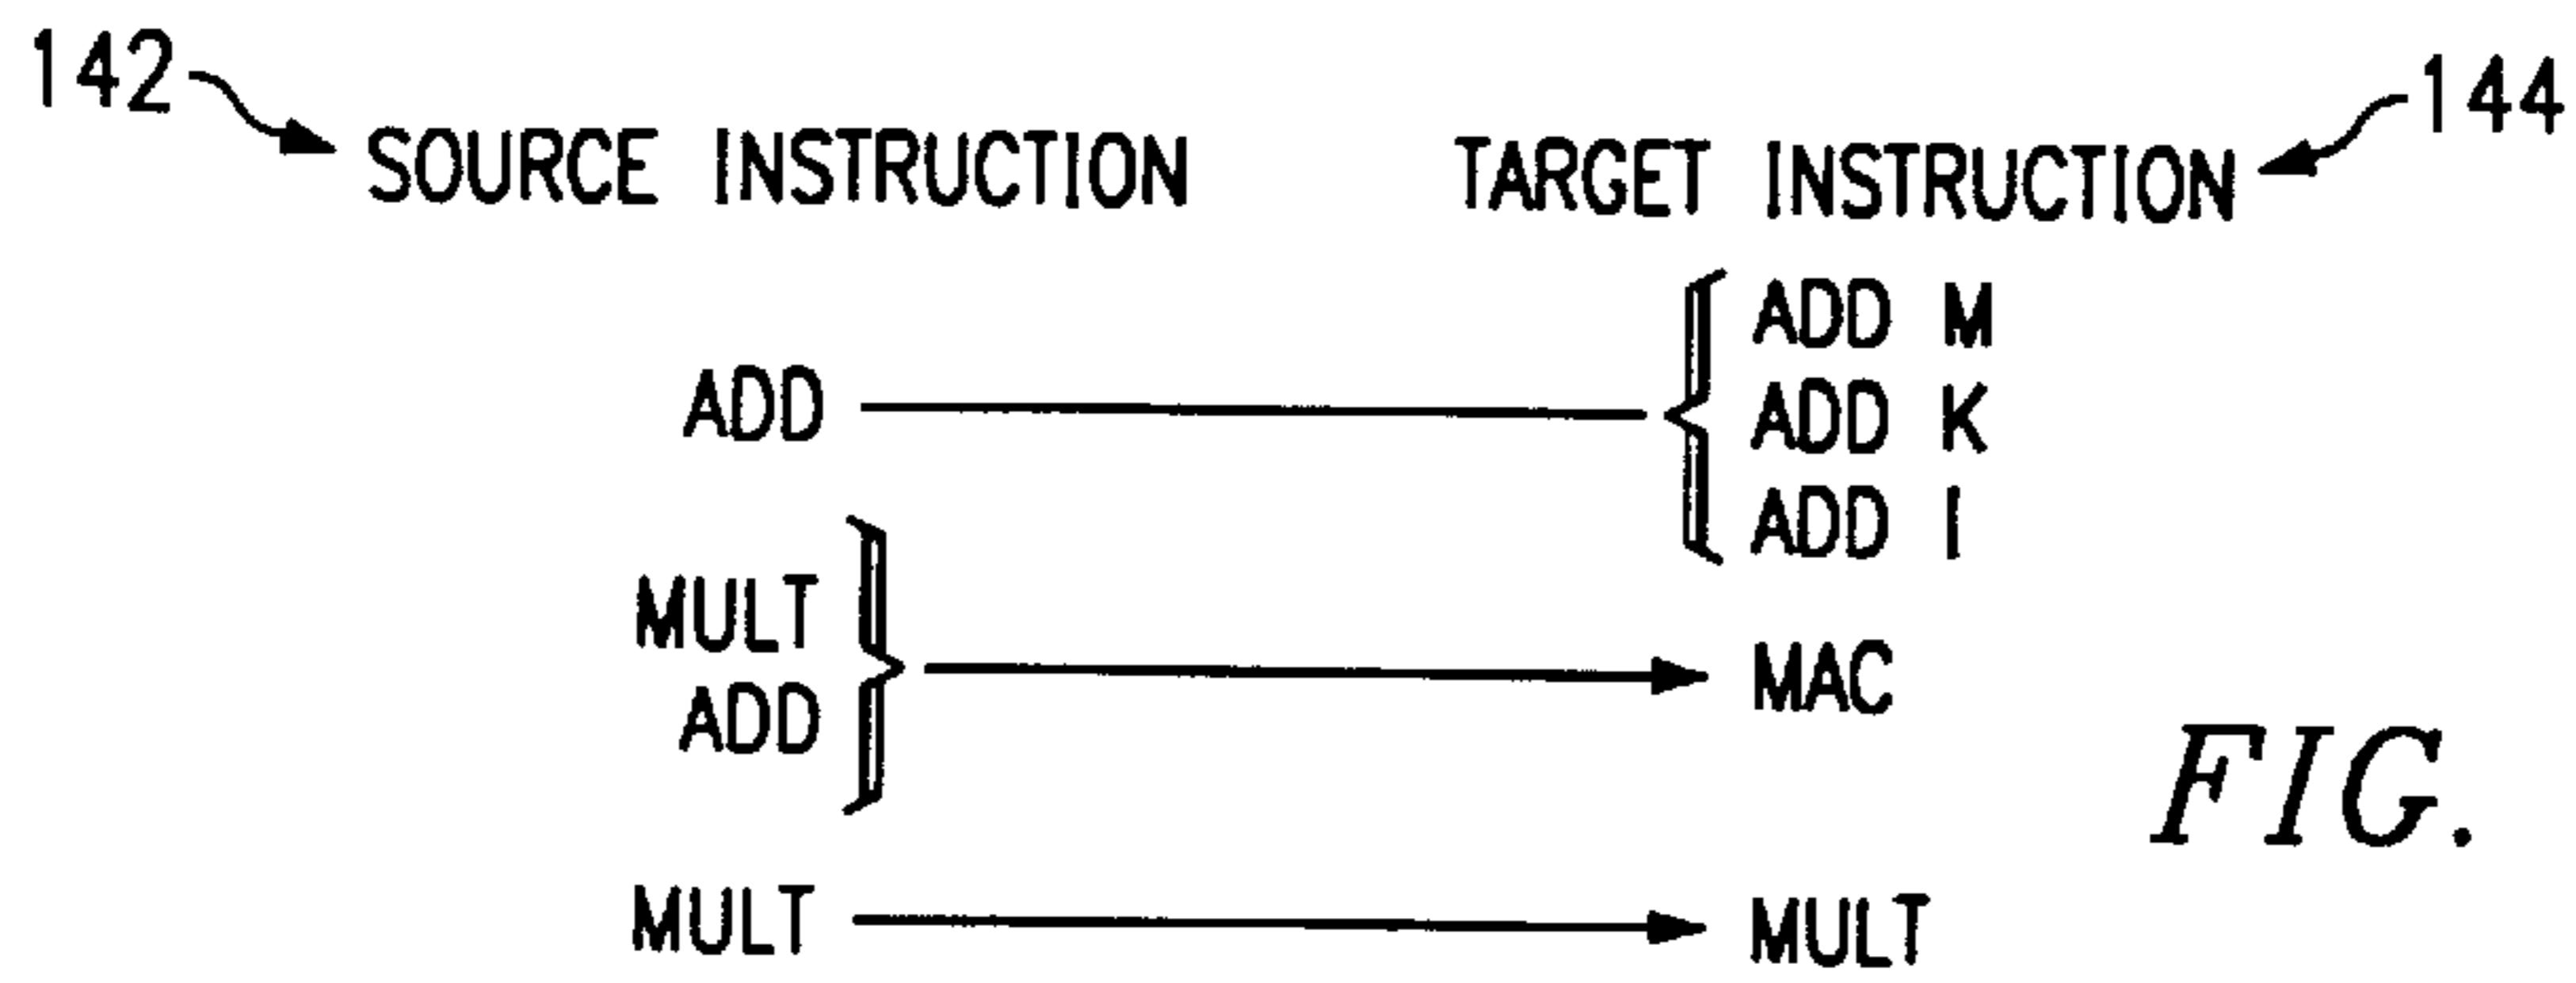 142
144
SOURCE INSTRUCTION
TARGET INSTRUCTION
ADD
ADD M
ADD K
ADD I
MULT
ADD
MAC
MULT
MULT
FIG.